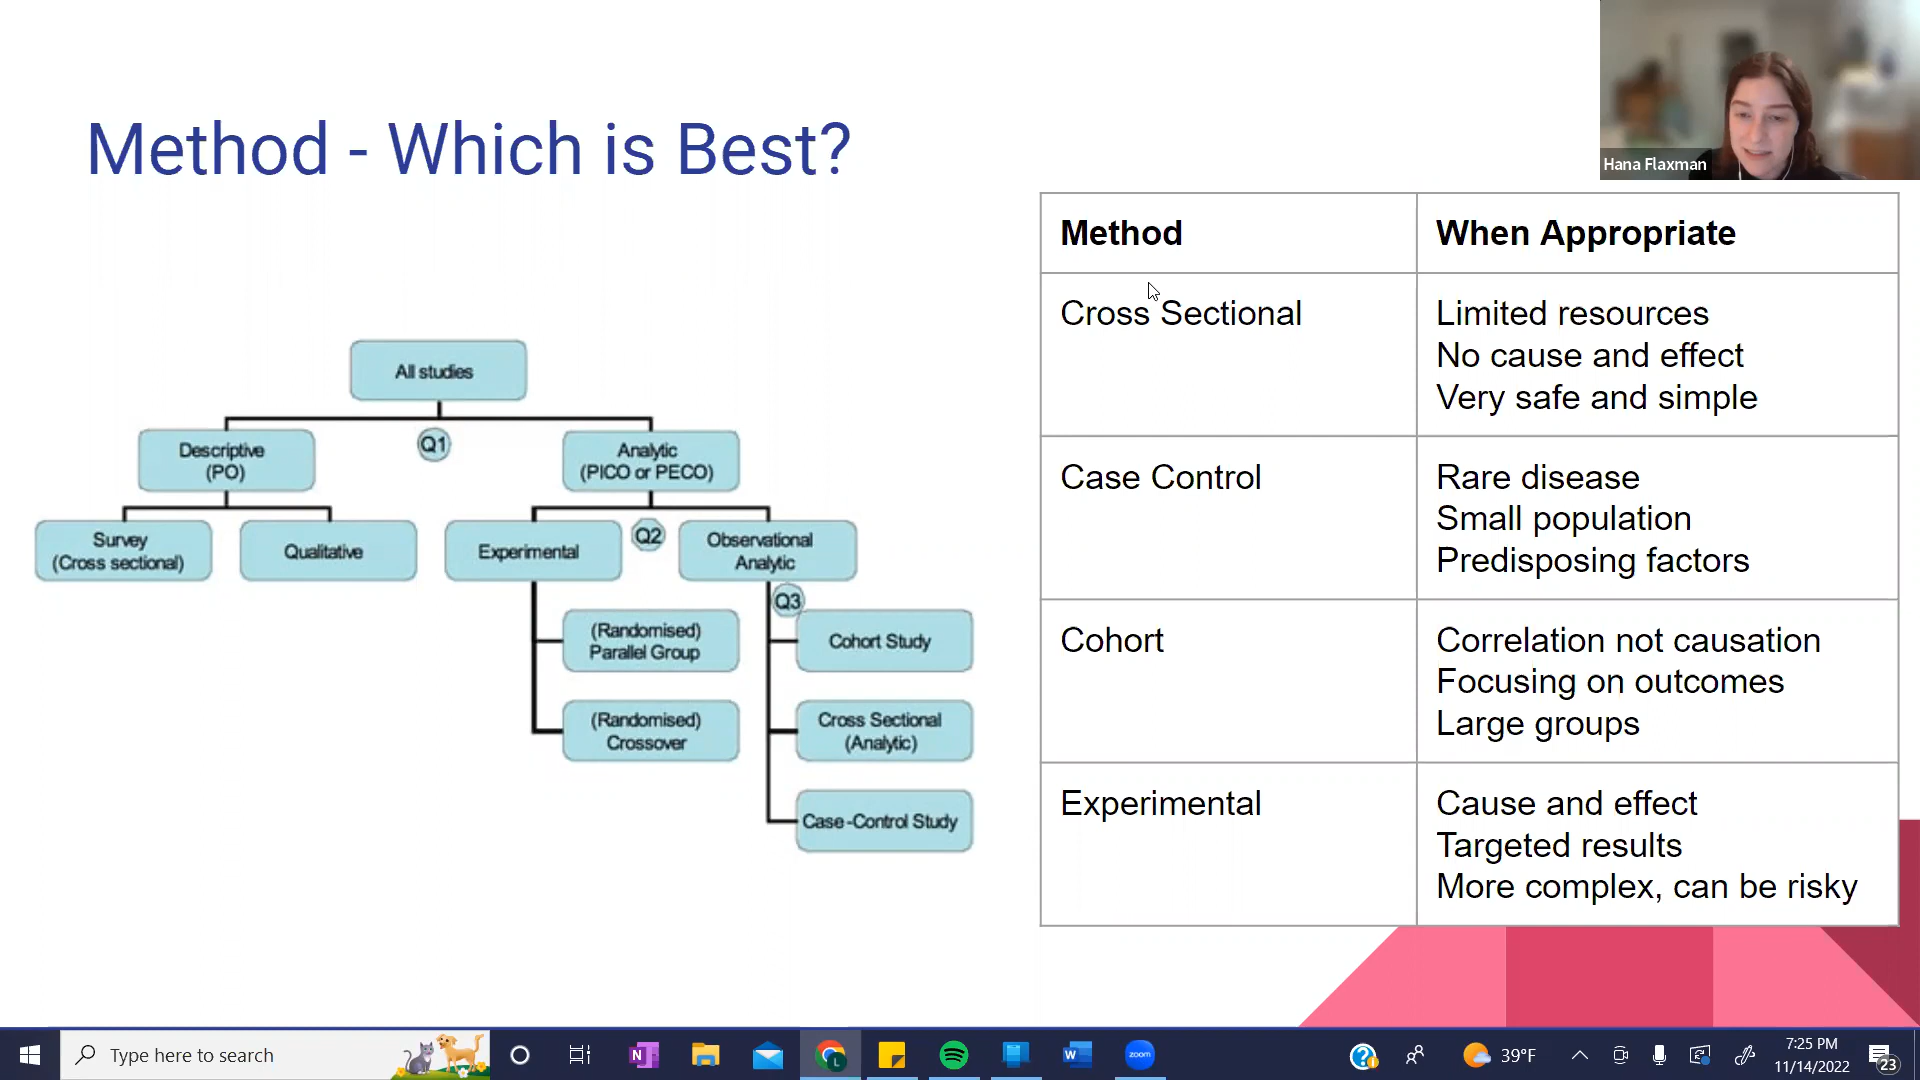 Method - Which is Best?
Hana Flaxman
All studies
Q1
Descriptive
(PO)
Analytic
(PICO or PECO)
Survey
(Cross sectional)
Qualitative
Experimental
Q2
Observational
Analytic
Q3
(Randomised)
Parallel Group
Cohort Study
(Randomised)
Crossover
Cross Sectional
(Analytic)
Case-Control Study
Method
When Appropriate
Cross Sectional
Limited resources
No cause and effect
Very safe and simple
Case Control
Rare disease
Small population
Predisposing factors
Cohort
Correlation not causation
Focusing on outcomes
Large groups
Experimental
Cause and effect
Targeted results
More complex, can be risky
Type here to search
N
L
W
zoom
39°F
7:25 PM
11/14/2022
23